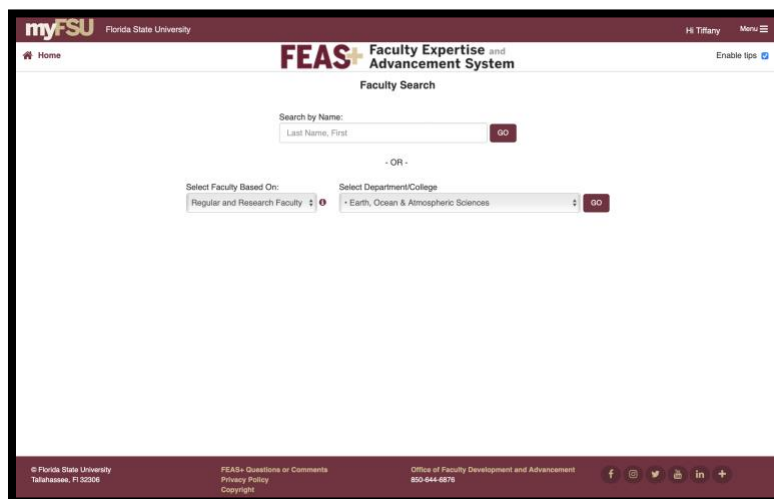 myFSU Florida State University Hi Tiffany Menu
Home FEAS+ Faculty Expertise and
Advancement System Enable tips
Faculty Search
Search by Name:
Last Name, First GO
- OR -
Select Faculty Based On: Select Department/College
Regular and Research Faculty - Earth, Ocean & Atmospheric Sciences GO
© Florida State University FEAS+ Questions or Comments Office of Faculty Development and Advancement
Tallahassee, Fl 32306 Privacy Policy 850-644-6876
Copyright